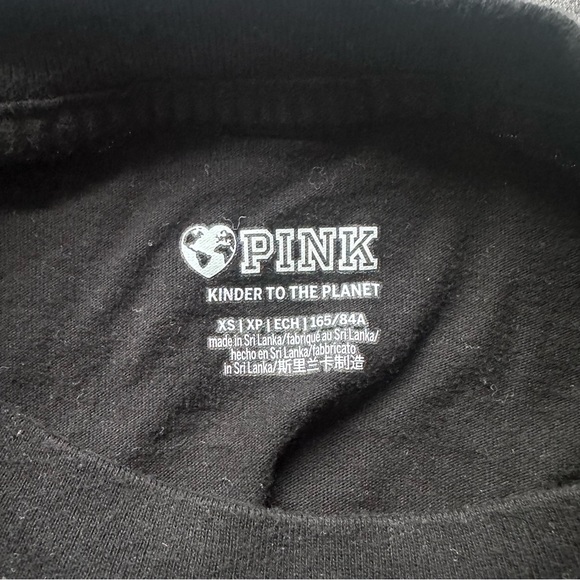 PINK
KINDER TO THE PLANET
XS | XP | ECH | 165/84A
made in Sri Lanka/fabriqué au Sri Lanka/
hecho en Sri Lanka/fabbricato
in Sri Lanka/斯里兰卡制造